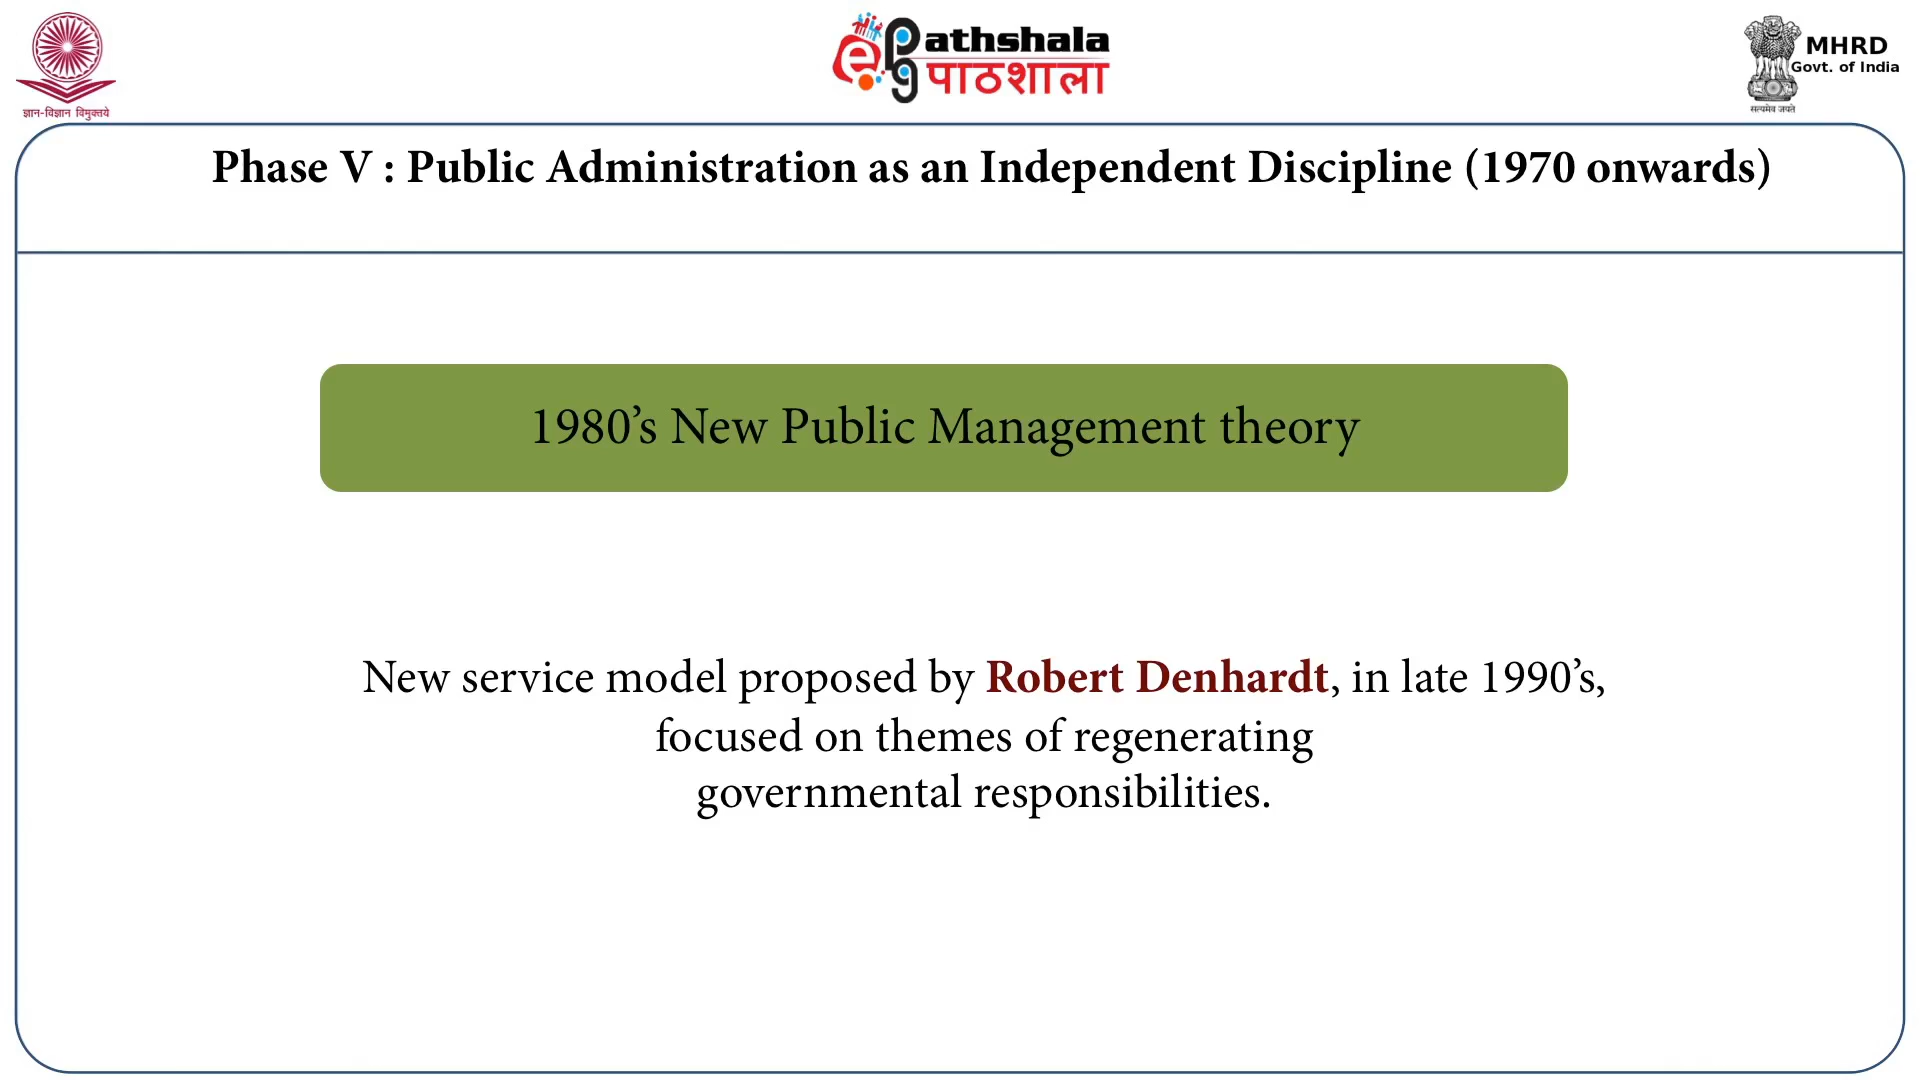 ज्ञान-विज्ञान विमुक्तये
e PG Pathshala
पाठशाला
MHRD
Govt. of India
सत्यमेव जयते
Phase V : Public Administration as an Independent Discipline (1970 onwards)
1980’s New Public Management theory
New service model proposed by Robert Denhardt, in late 1990’s,
focused on themes of regenerating
governmental responsibilities.